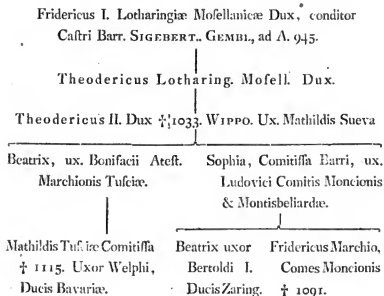 Fridericus I. Lotharingiæ Mosellanicæ Dux, conditor
Castri Barr. SIGEBERT. GEMBL., ad A. 945.
Theodericus Lotharing. Mosell. Dux.
Theodericus II. Dux † 1033. WIPPO. Ux. Mathildis Sueva
Beatrix, ux. Bonifacii Atest.
Marchionis Tusciæ.
Sophia, Comitissa Barri, ux.
Ludovici Comitis Moncionis
& Montisbeliardæ.
Mathildis Tusciæ Comitissa
† 1115. Uxor Welphi,
Ducis Bavariæ.
Beatrix uxor
Bertoldi I.
Ducis Zaring.
Fridericus Marchio,
Comes Moncionis
† 1091.